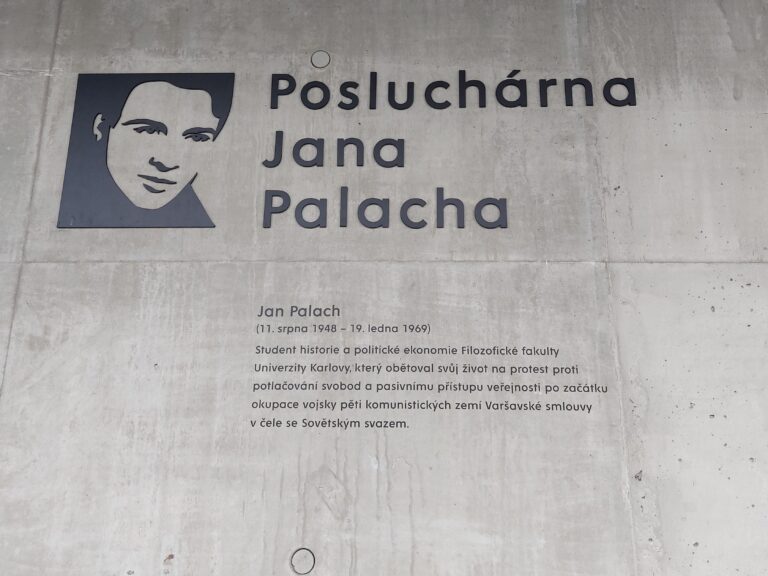 Posluchárna
Jana
Palacha
Jan Palach
(11. srpna 1948 – 19. ledna 1969)
Student historie a politické ekonomie Filozofické fakulty
Univerzity Karlovy, který obětoval svůj život na protest proti
potlačování svobod a pasivnímu přístupu veřejnosti po začátku
okupace vojsky pěti komunistických zemí Varšavské smlouvy
v čele se Sovětským svazem.